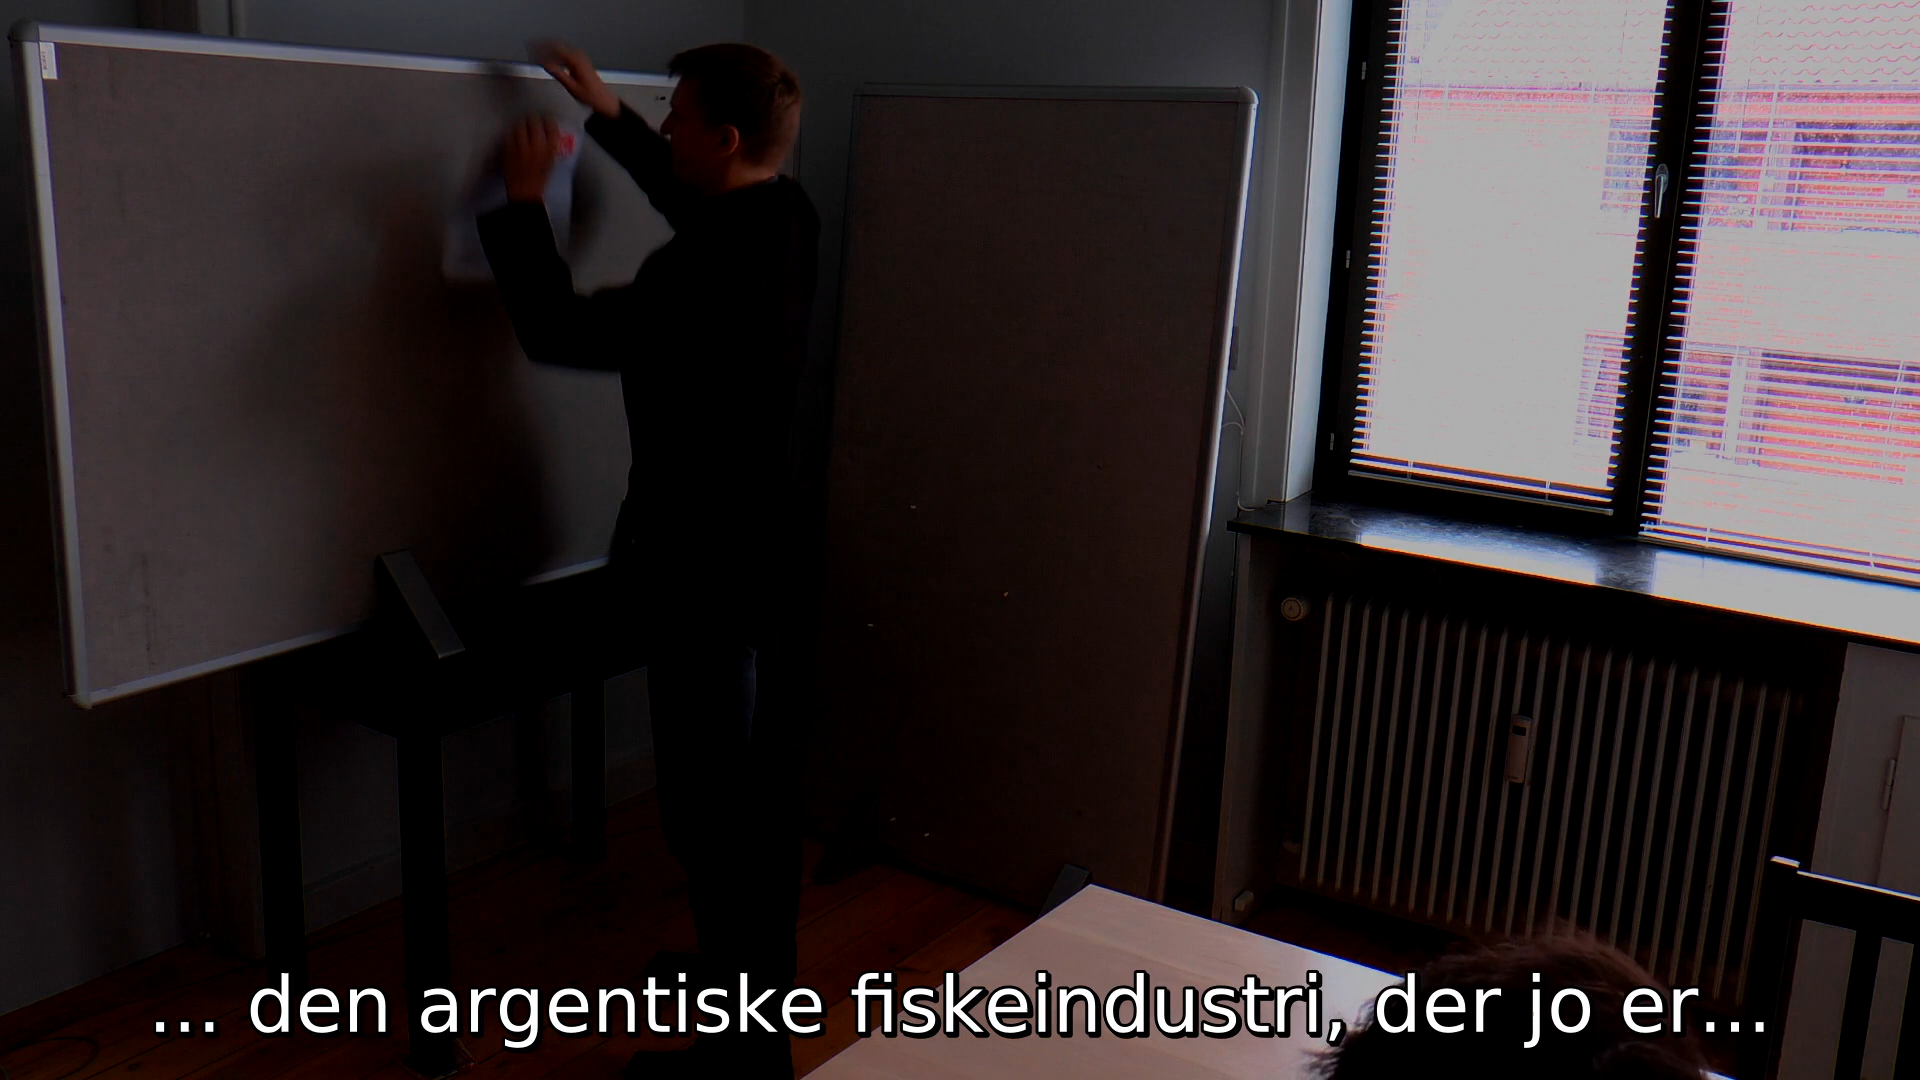 ... den argentiske fiskeindustri, der jo er...